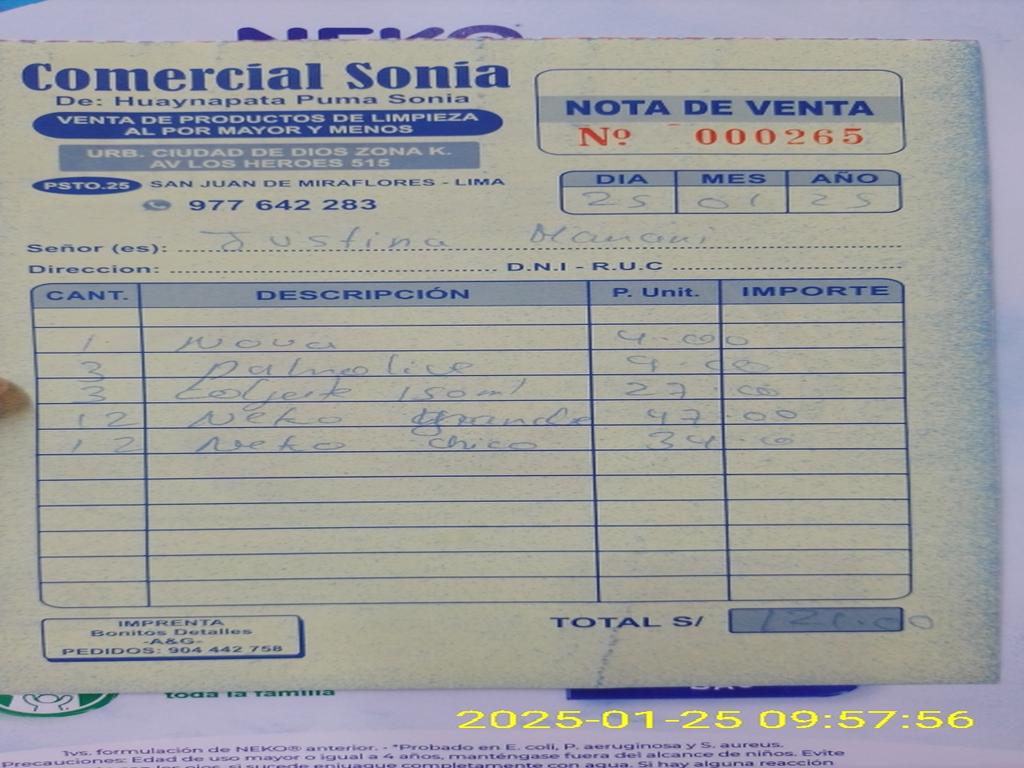 NEKO
Comercial Sonia
De: Huaynapata Puma Sonia
VENTA DE PRODUCTOS DE LIMPIEZA
AL POR MAYOR Y MENOS
URB. CIUDAD DE DIOS ZONA K.
AV LOS HEROES 515
PSTO.25 SAN JUAN DE MIRAFLORES - LIMA
977 642 283
NOTA DE VENTA
Nº 000265
DIA MES AÑO
25 01 25
Señor (es): Justina Mamani
Direccion: D.N.I - R.U.C
CANT. DESCRIPCIÓN P. Unit. IMPORTE
1 Nova 4.00
3 Palmolive 9.00
3 Colgate 150ml 27.00
12 Neko grande 47.00
12 Neko chico 34.00
IMPRENTA
Bonitos Detalles
-A&G-
PEDIDOS: 904 442 758
TOTAL S/ 121.00
toda la familia
2025-01-25 09:57:56
1vs. formulación de NEKO® anterior. - *Probado en E. coli, P. aeruginosa y S. aureus.
Precauciones: Edad de uso mayor o igual a 4 años, manténgase fuera del alcance de niños. Evite
los ojos, si sucede enjuague completamente con agua. Si hay alguna reacción